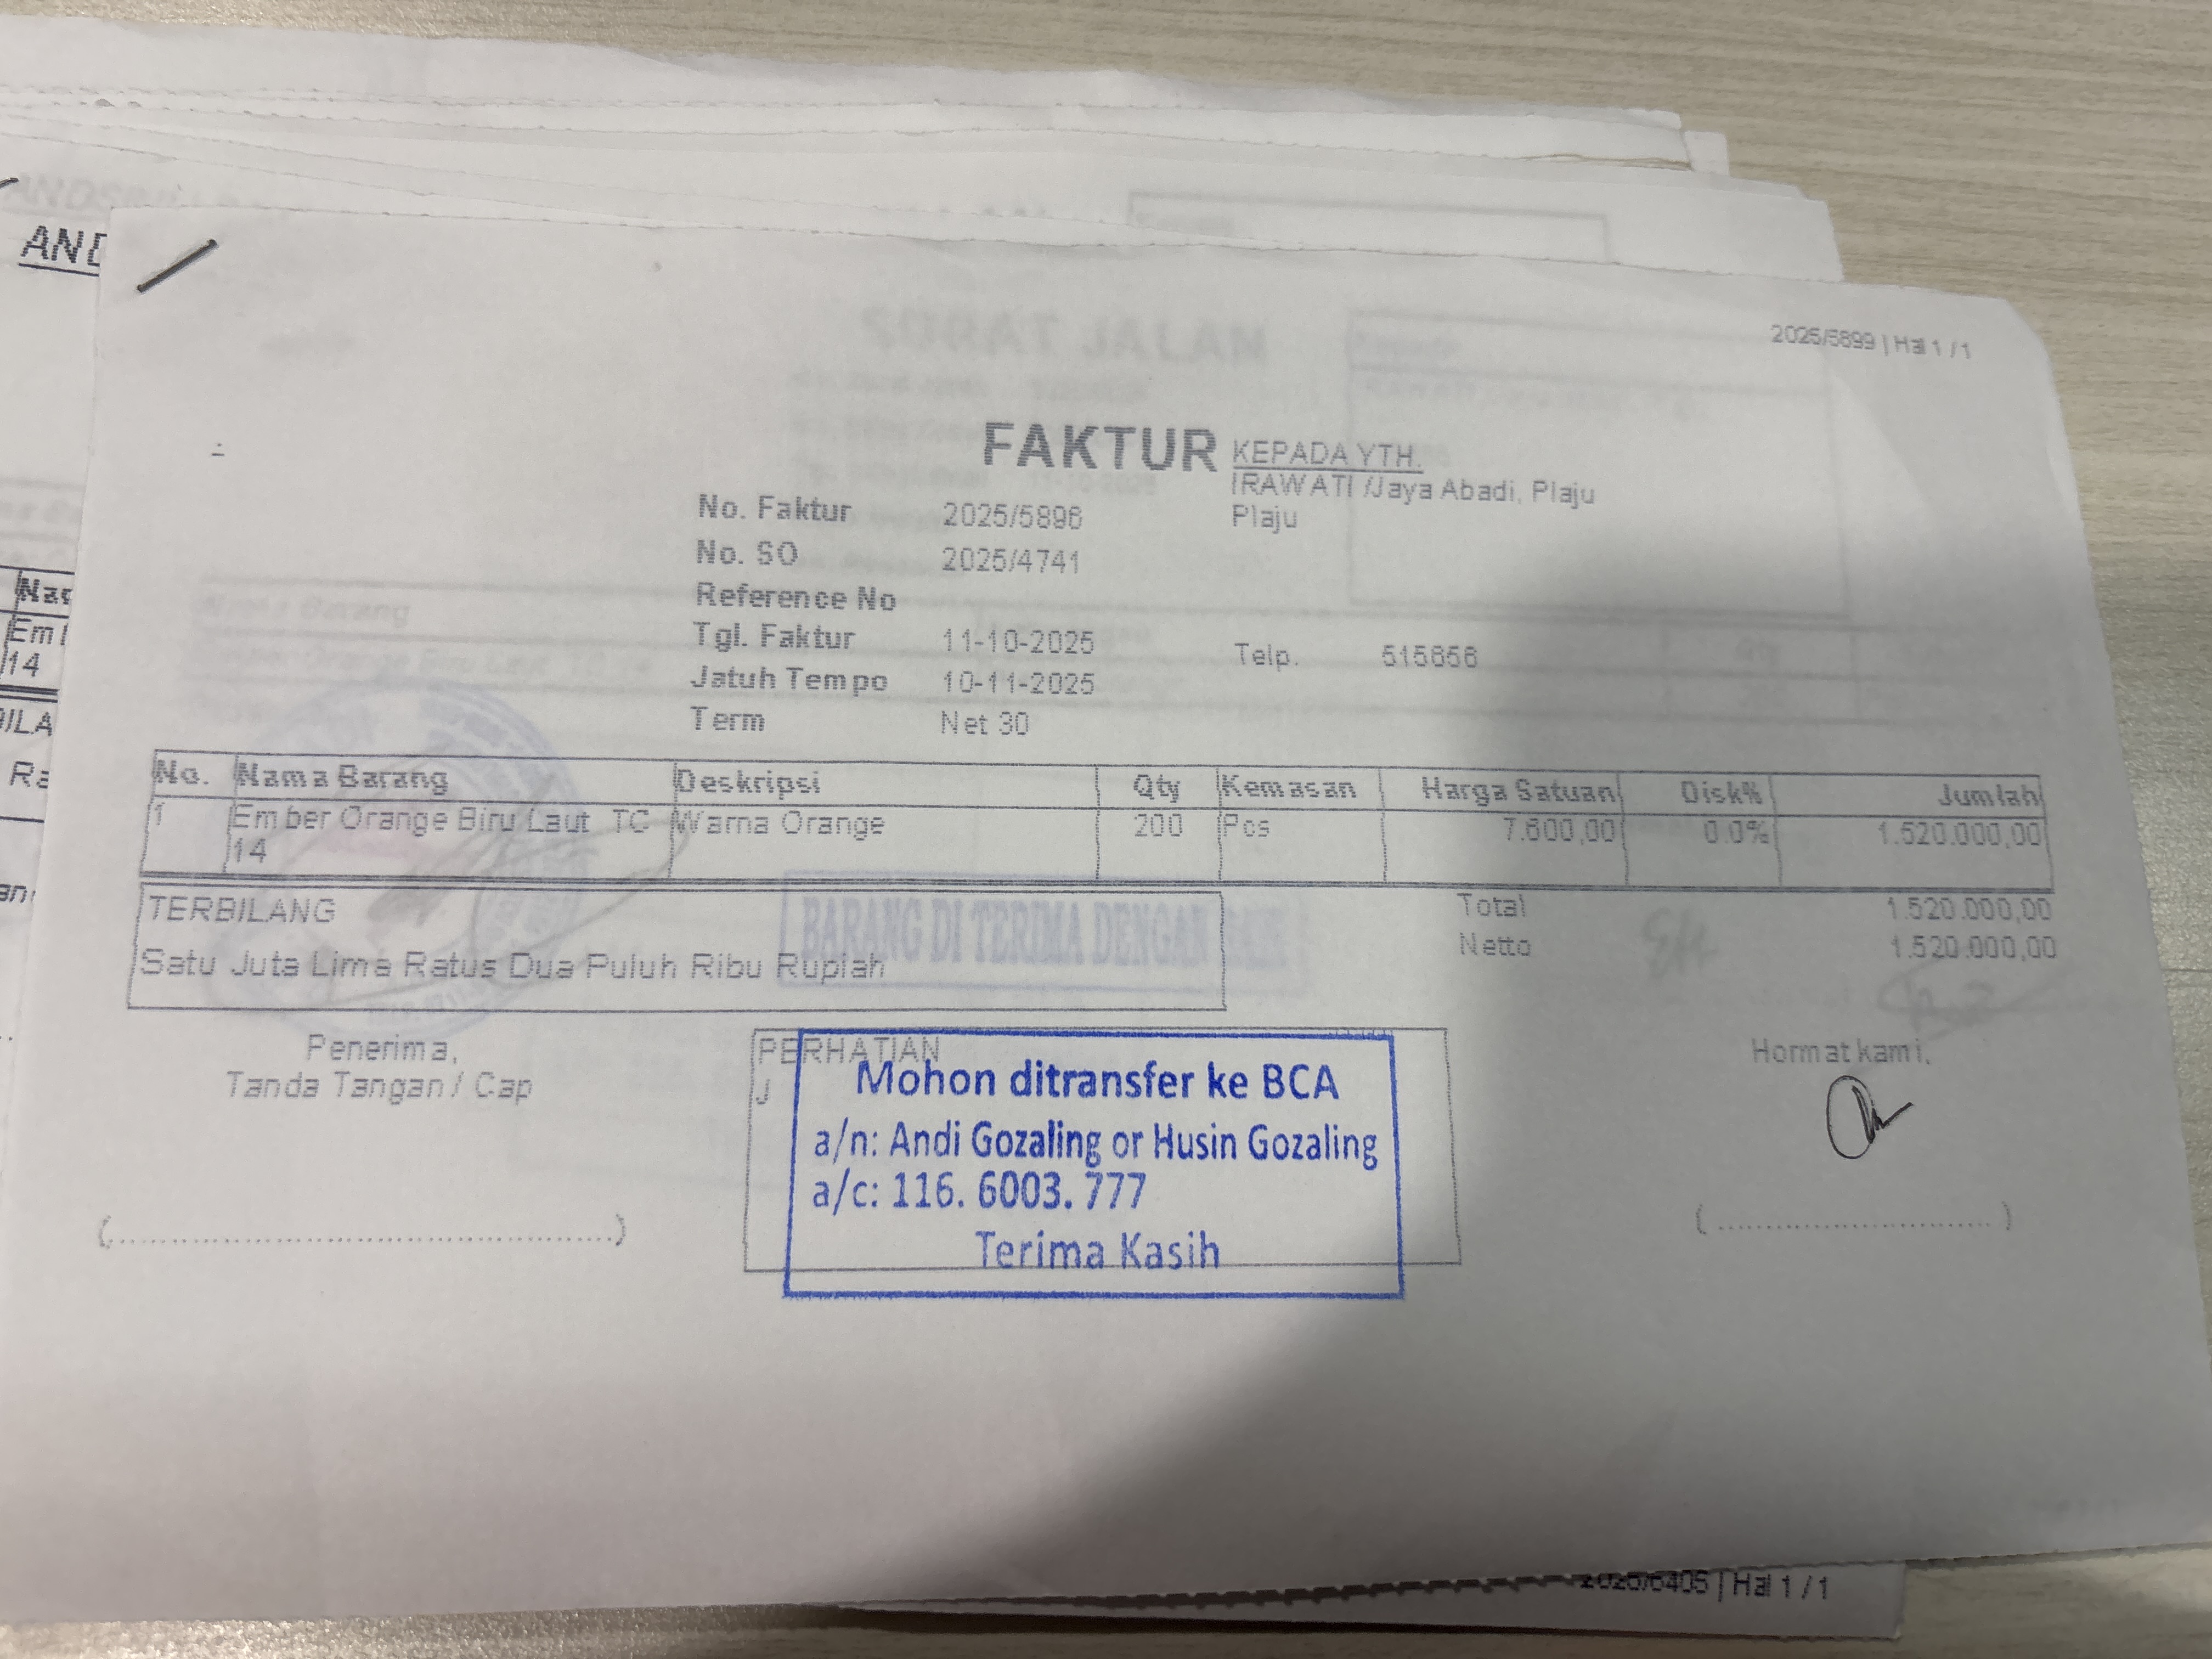 AND
2025/5899 | Hal 1 / 1
SURAT JALAN
FAKTUR
KEPADA YTH.
IRAWATI /Jaya Abadi, Plaju
Plaju
No. Faktur 2025/5896
No. SO 2025/4741
Reference No
Tgl. Faktur 11-10-2025
Telp. 515656
Jatuh Tempo 10-11-2025
Term Net 30
No. Nama Barang Deskripsi Qty Kemasan Harga Satuan Disk% Jumlah
1 Ember Orange Biru Laut TC Warna Orange 200 Pcs 7.600,00 0.0% 1.520.000,00
14
TERBILANG
Satu Juta Lima Ratus Dua Puluh Ribu Rupiah
BARANG DI TERIMA DENGAN BAIK
Total 1.520.000,00
Netto 1.520.000,00
Penerima,
Tanda Tangan / Cap
PERHATIAN
J
Mohon ditransfer ke BCA
a/n: Andi Gozaling or Husin Gozaling
a/c: 116. 6003. 777
Terima Kasih
Hormat kami,
2025/6405 | Hal 1 / 1